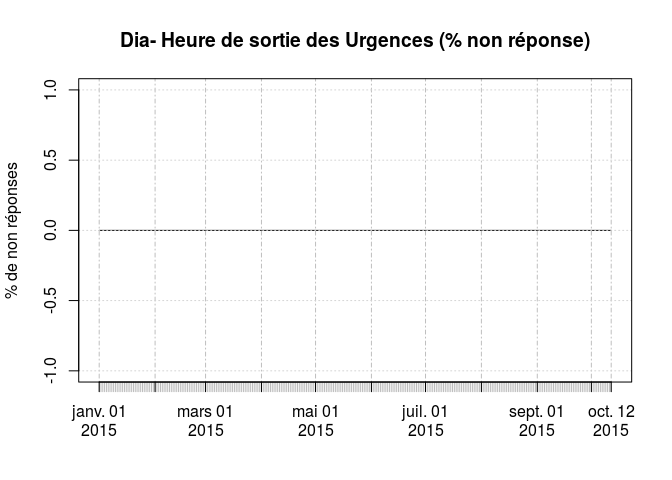 Dia- Heure de sortie des Urgences (% non réponse)
% de non réponses
1.0
0.5
0.0
-0.5
-1.0
janv. 01 mars 01 mai 01 juil. 01 sept. 01 oct. 12
2015 2015 2015 2015 2015 2015